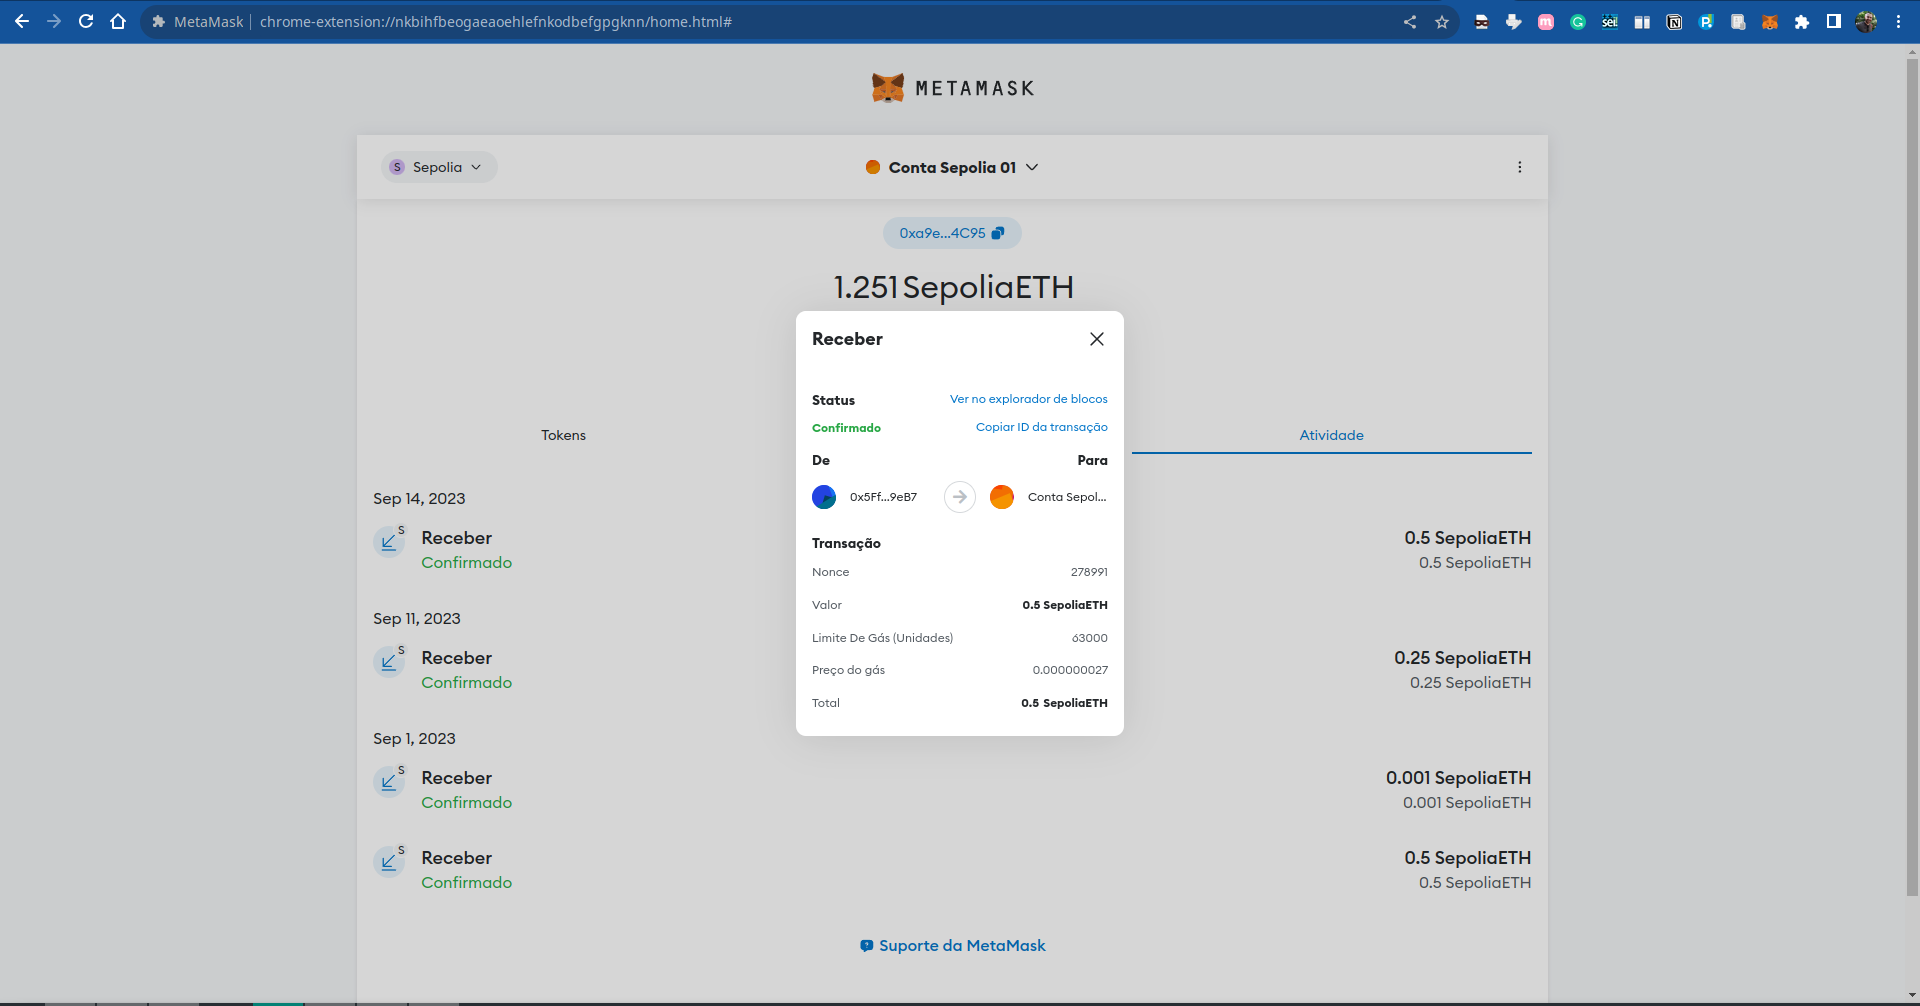 MetaMask | chrome-extension://nkbihfbeogaeaoehlefnkodbefgpgknn/home.html#
METAMASK
S Sepolia
Conta Sepolia 01
0xa9e...4C95
1.251 SepoliaETH
Receber
Status
Ver no explorador de blocos
Confirmado
Copiar ID da transação
De
Para
0x5Ff...9eB7
Conta Sepol...
Transação
Nonce 278991
Valor 0.5 SepoliaETH
Limite De Gás (Unidades) 63000
Preço do gás 0.000000027
Total 0.5 SepoliaETH
Tokens
Atividade
Sep 14, 2023
S
Receber 0.5 SepoliaETH
Confirmado 0.5 SepoliaETH
Sep 11, 2023
S
Receber 0.25 SepoliaETH
Confirmado 0.25 SepoliaETH
Sep 1, 2023
S
Receber 0.001 SepoliaETH
Confirmado 0.001 SepoliaETH
S
Receber 0.5 SepoliaETH
Confirmado 0.5 SepoliaETH
Suporte da MetaMask